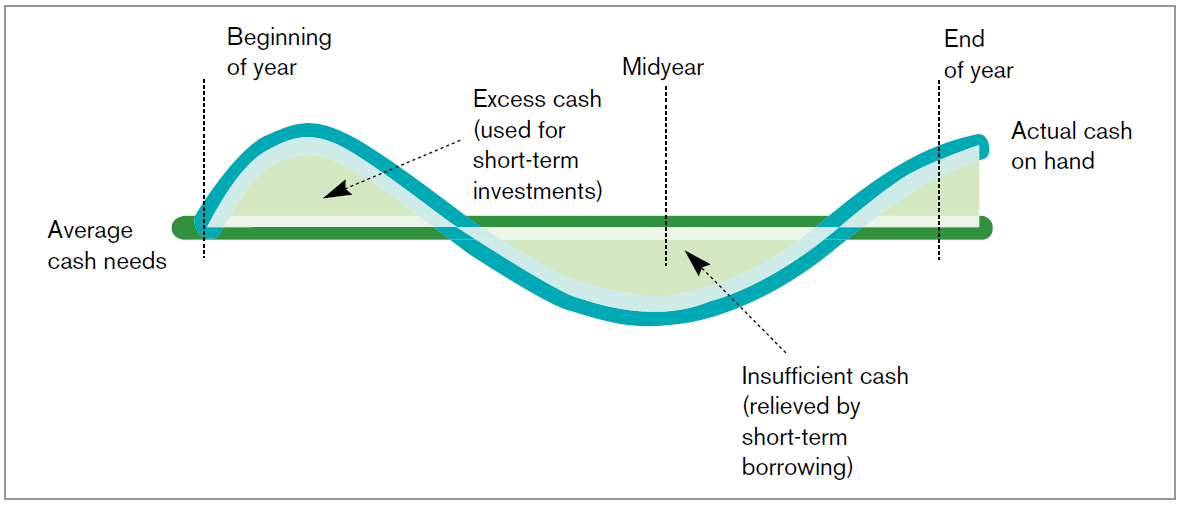 Beginning
of year
Midyear
End
of year
Excess cash
(used for
short-term
investments)
Actual cash
on hand
Average
cash needs
Insufficient cash
(relieved by
short-term
borrowing)